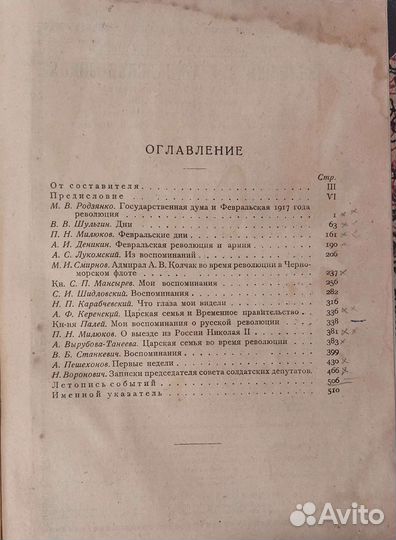 ОГЛАВЛЕНИЕ
Стр.
От составителя III
Предисловие VI
М. В. Родзянко. Государственная дума и Февральская 1917 года
революция 1
В. В. Шульгин. Дни 63
П. Н. Милюков. Февральские дни 161
А. И. Деникин. Февральская революция и армия 190
А. С. Лукомский. Из воспоминаний 206
М. И. Смирнов. Адмирал А. В. Колчак во время революции в Черно-
морском флоте 237
Кн. С. П. Мансырев. Мои воспоминания 256
С. И. Шидловский. Воспоминания 282
Н. П. Карабчевский. Что глаза мои видели 316
А. Ф. Керенский. Царская семья и Временное правительство 336
Кн-ня Палей. Мои воспоминания о русской революции 338
П. Н. Милюков. О выезде из России Николая II 381
А. Вырубова-Танеева. Царская семья во время революции 383
В. Б. Станкевич. Воспоминания 399
А. Пешехонов. Первые недели 430
Н. Воронович. Записки председателя совета солдатских депутатов. 466
Летопись событий 506
Именной указатель 510
Avito